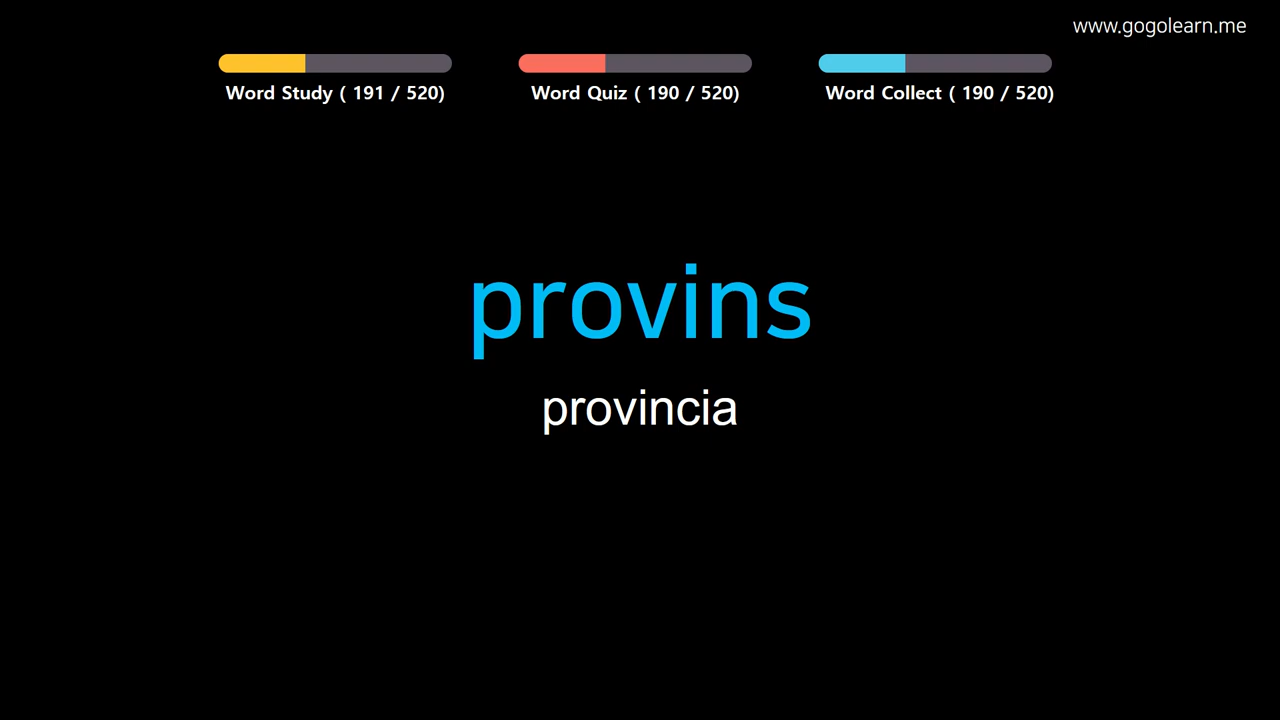 www.gogolearn.me
Word Study ( 191 / 520)
Word Quiz ( 190 / 520)
Word Collect ( 190 / 520)
provins
provincia